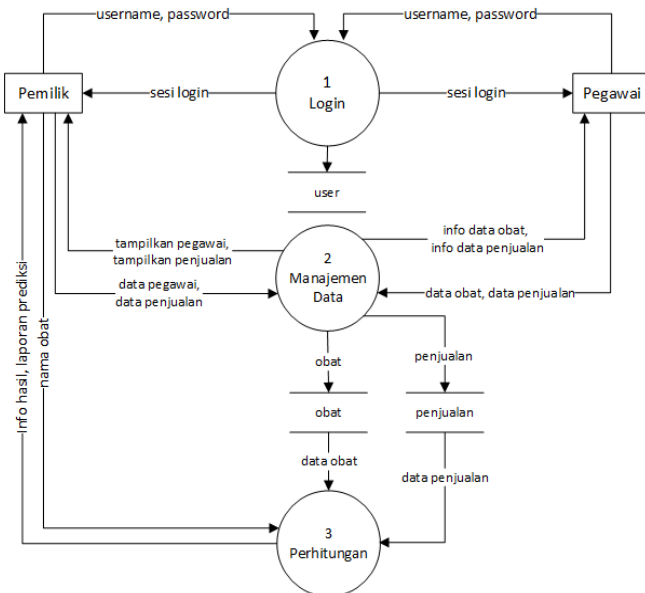 username, password
username, password
1
Login
Pemilik
sesi login
sesi login
Pegawai
user
tampilkan pegawai,
tampilkan penjualan
info data obat,
info data penjualan
2
Manajemen
Data
data pegawai,
data penjualan
data obat, data penjualan
Info hasil, laporan prediksi
nama obat
obat
penjualan
obat
penjualan
data obat
data penjualan
3
Perhitungan